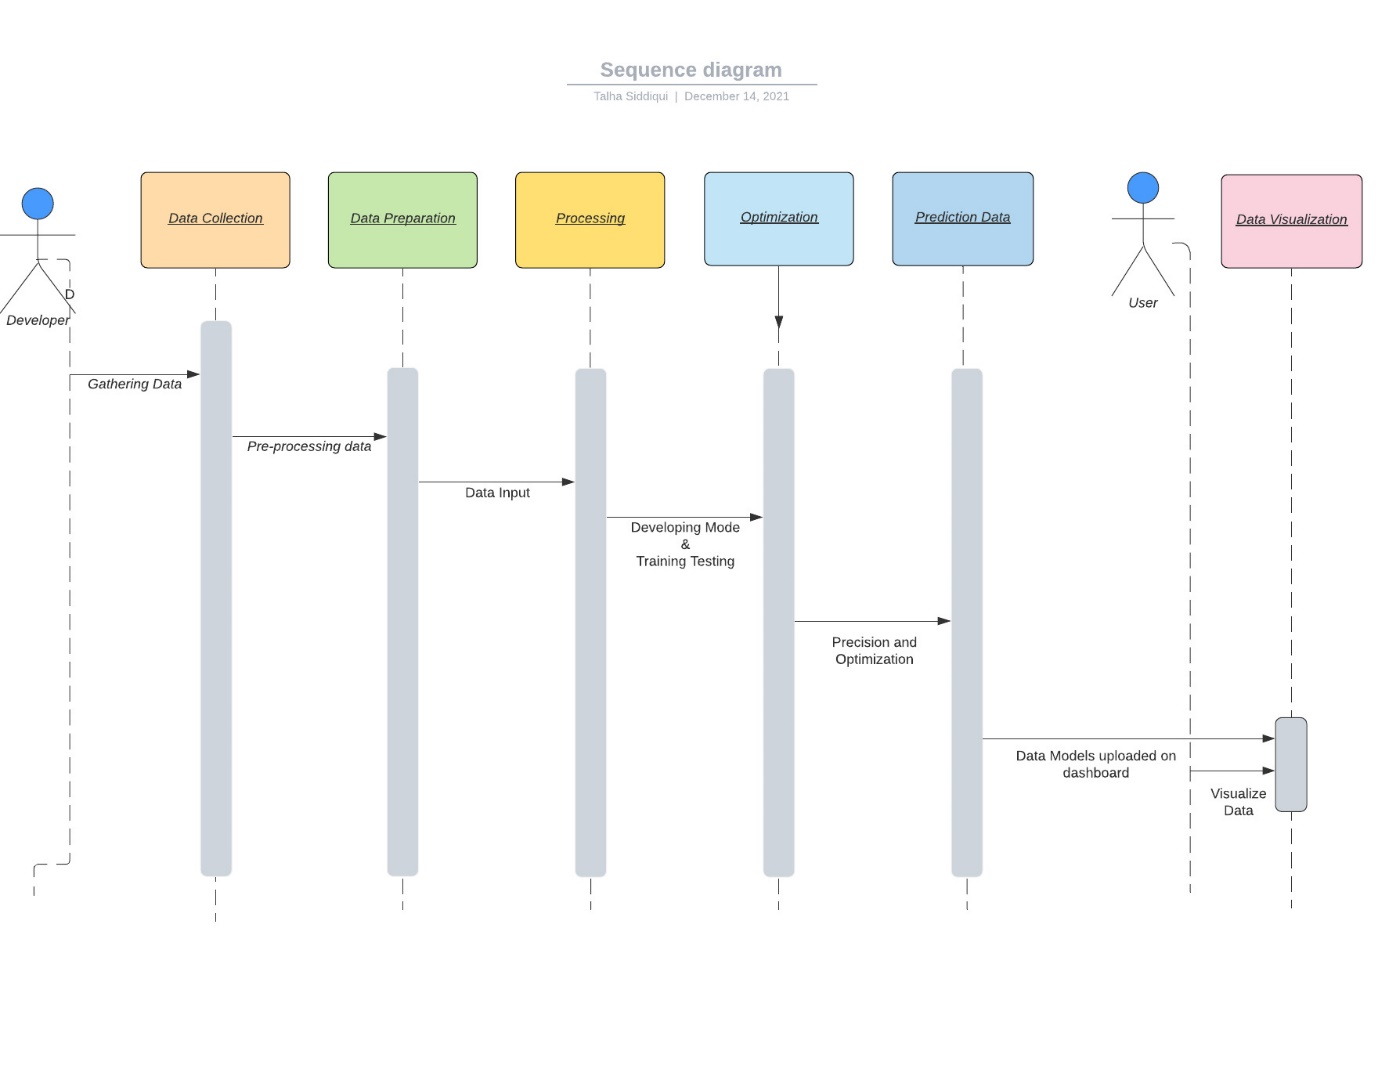 Sequence diagram
Talha Siddiqui | December 14, 2021
Data Collection
Data Preparation
Processing
Optimization
Prediction Data
Data Visualization
D
Developer
User
Gathering Data
Pre-processing data
Data Input
Developing Mode
&
Training Testing
Precision and
Optimization
Data Models uploaded on
dashboard
Visualize
Data